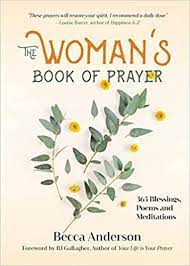 "These prayers will restore your spirit; I recommend a daily dose."
—Louise Baxter, author of Happiness A-Z
THE
WOMAN'S
BOOK OF PRAYER
365 Blessings,
Poems and
Meditations
Becca Anderson
Foreword by BJ Gallagher, Author of Your Life Is Your Prayer